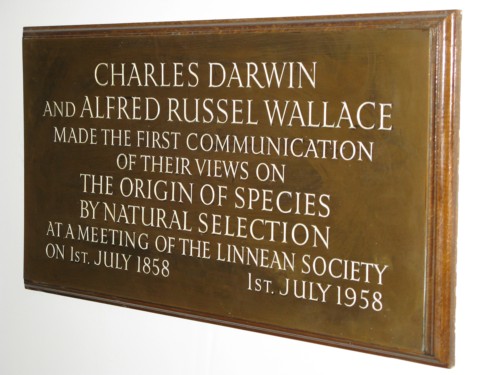 CHARLES DARWIN
AND ALFRED RUSSEL WALLACE
MADE THE FIRST COMMUNICATION
OF THEIR VIEWS ON
THE ORIGIN OF SPECIES
BY NATURAL SELECTION
AT A MEETING OF THE LINNEAN SOCIETY
ON 1ST. JULY 1858 1ST. JULY 1958